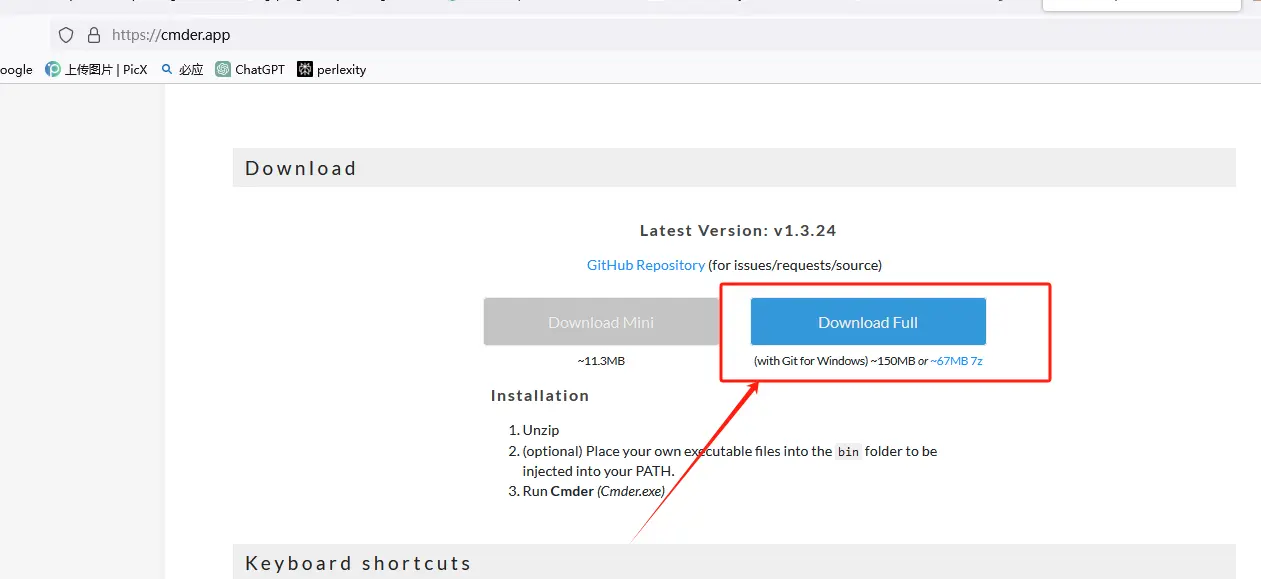 https://cmder.app
oogle 上传图片 | PicX 必应 ChatGPT perlexity
Download
Latest Version: v1.3.24
GitHub Repository (for issues/requests/source)
Download Mini Download Full
~11.3MB (with Git for Windows) ~150MB or ~67MB 7z
Installation
1. Unzip
2. (optional) Place your own executable files into the bin folder to be
injected into your PATH.
3. Run Cmder (Cmder.exe)
Keyboard shortcuts